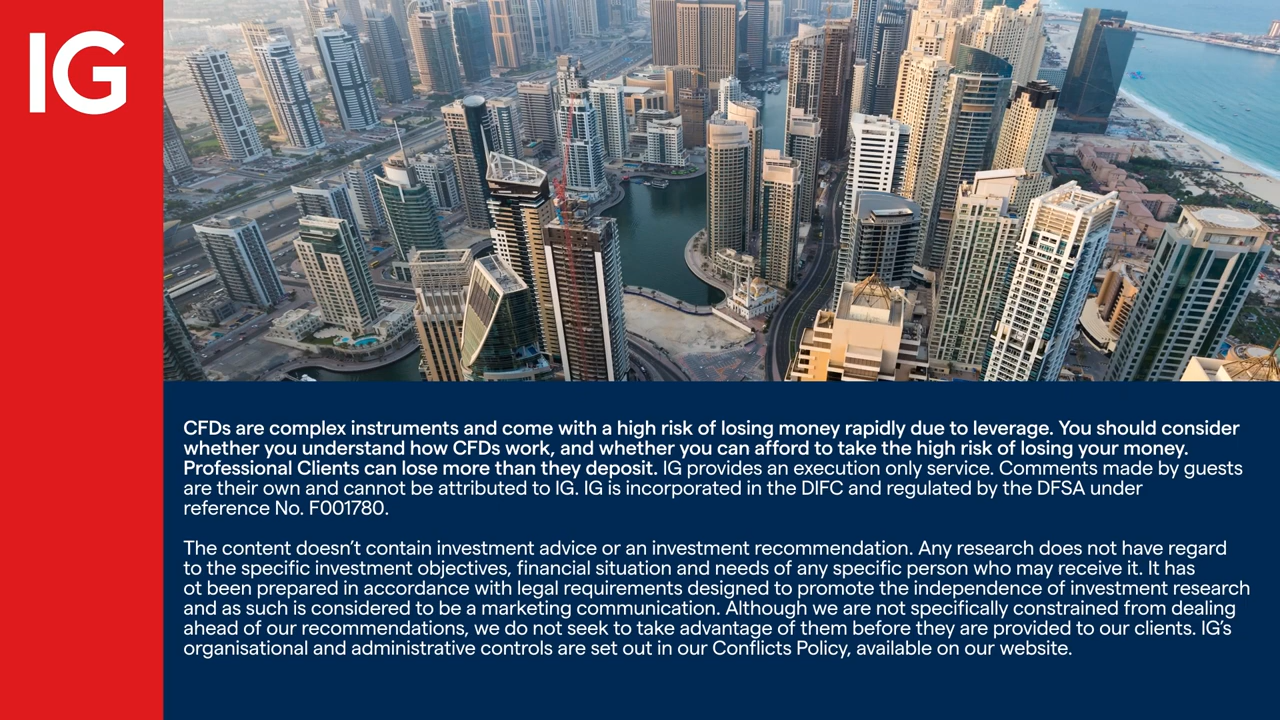 IG
CFDs are complex instruments and come with a high risk of losing money rapidly due to leverage. You should consider
whether you understand how CFDs work, and whether you can afford to take the high risk of losing your money.
Professional Clients can lose more than they deposit. IG provides an execution only service. Comments made by guests
are their own and cannot be attributed to IG. IG is incorporated in the DIFC and regulated by the DFSA under
reference No. F001780.
The content doesn’t contain investment advice or an investment recommendation. Any research does not have regard
to the specific investment objectives, financial situation and needs of any specific person who may receive it. It has
ot been prepared in accordance with legal requirements designed to promote the independence of investment research
and as such is considered to be a marketing communication. Although we are not specifically constrained from dealing
ahead of our recommendations, we do not seek to take advantage of them before they are provided to our clients. IG’s
organisational and administrative controls are set out in our Conflicts Policy, available on our website.